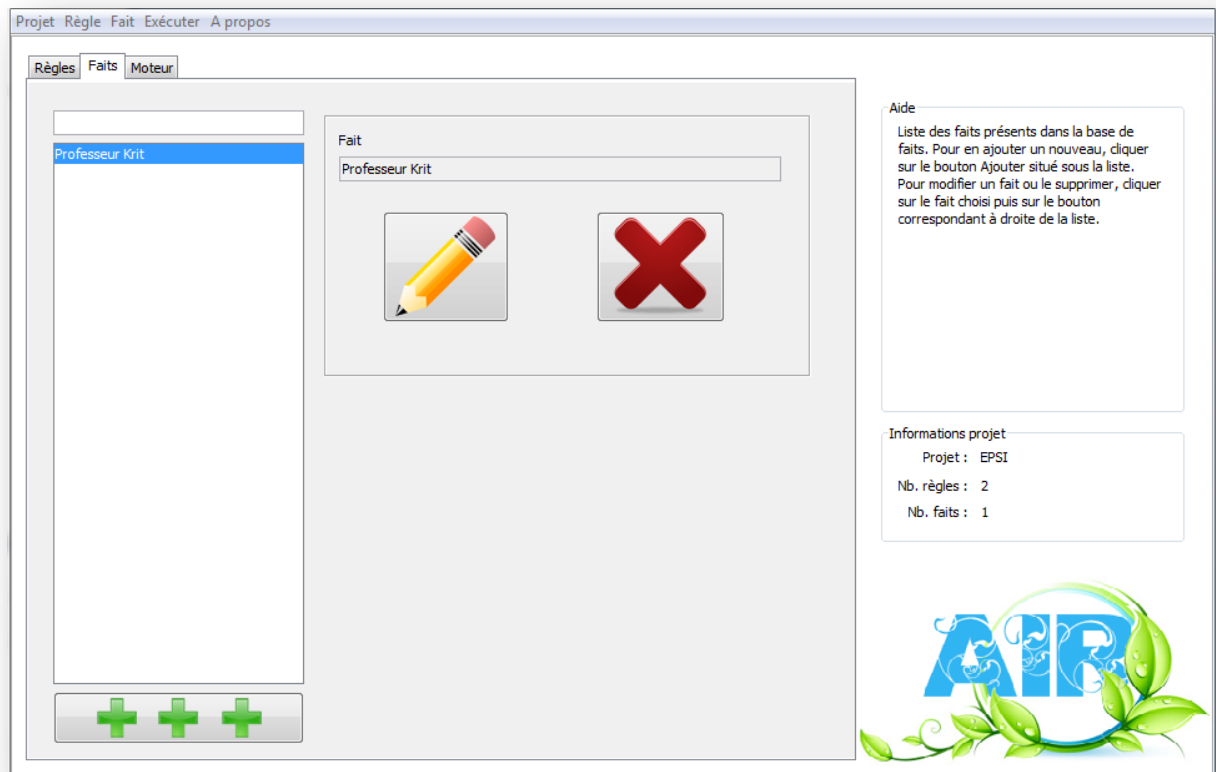 Projet Règle Fait Exécuter A propos
Règles Faits Moteur
Professeur Krit
Fait
Professeur Krit
Aide
Liste des faits présents dans la base de
faits. Pour en ajouter un nouveau, cliquer
sur le bouton Ajouter situé sous la liste.
Pour modifier un fait ou le supprimer, cliquer
sur le fait choisi puis sur le bouton
correspondant à droite de la liste.
Informations projet
Projet : EPSI
Nb. règles : 2
Nb. faits : 1
AIR